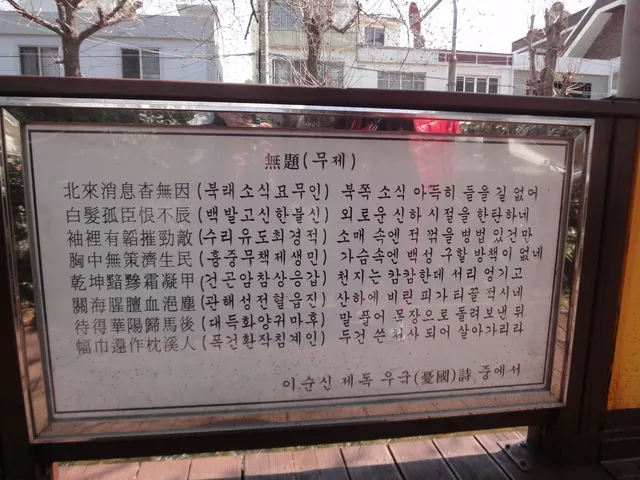 無題(무제)
北來消息杳無因 (북래소식묘무인) 북쪽 소식 아득히 들을 길 없어
白髮孤臣恨不辰 (백발고신한불신) 외로운 신하 시절을 한탄하네
袖裡有韜摧勁敵 (수리유도최경적) 소매 속엔 적 꺾을 병법 있건만
胸中無策濟生民 (흉중무책제생민) 가슴속엔 백성 구할 방책이 없네
乾坤黯黲霜凝甲 (건곤암참상응갑) 천지는 캄캄한데 서리 엉기고
關海腥膻血浥塵 (관해성전혈읍진) 산하에 비린 피가 티끌 적시네
待得華陽歸馬後 (대득화양귀마후) 말 풀어 목장으로 돌려보낸 뒤
幅巾還作枕溪人 (폭건환작침계인) 두건 쓴 처사 되어 살아가리라
이순신 제독 우국(憂國)詩 중에서